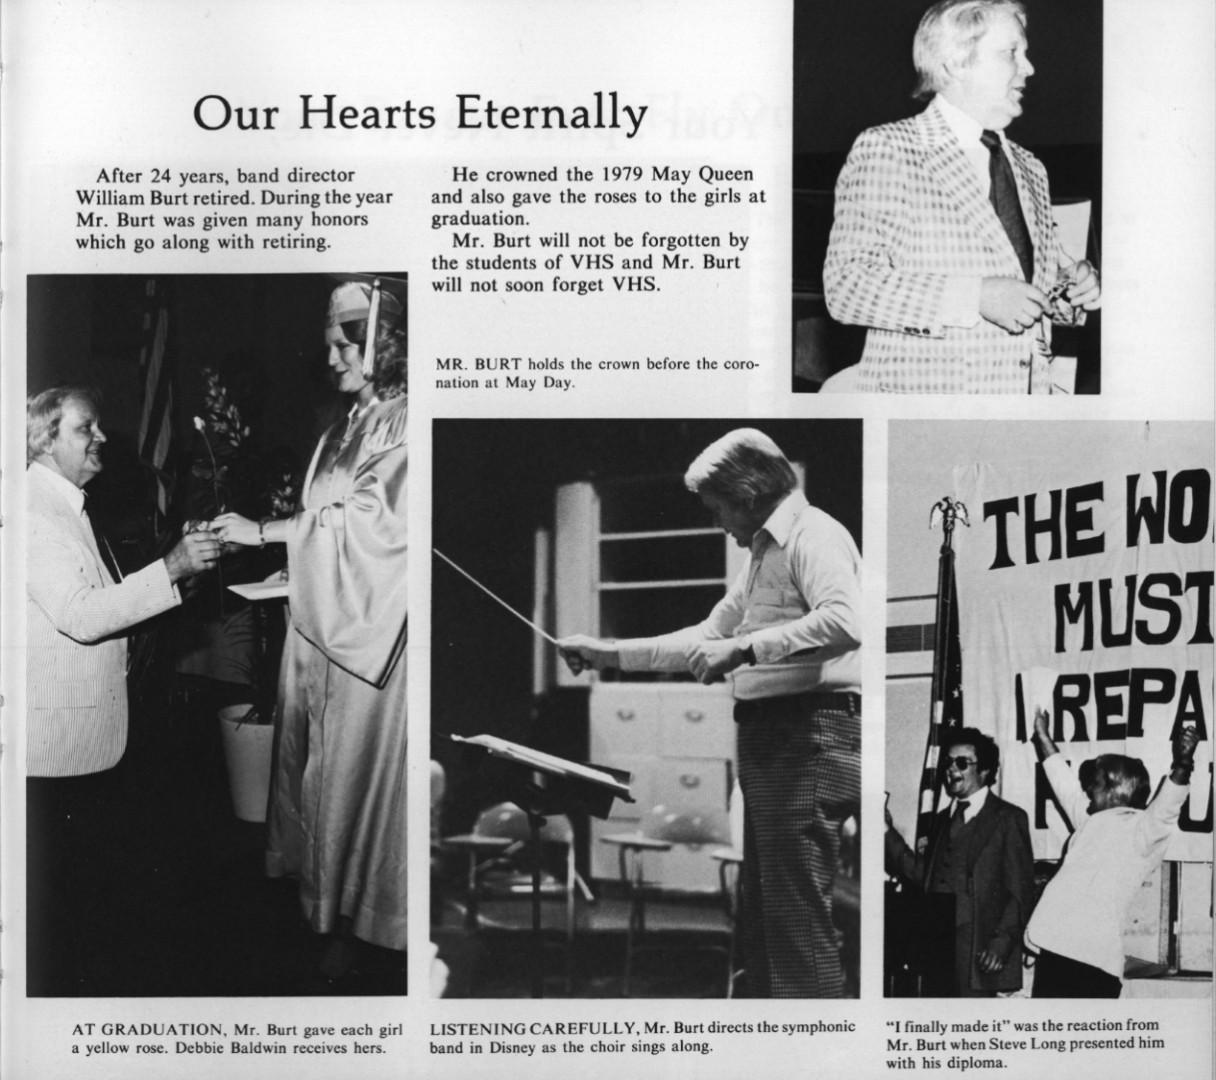 Our Hearts Eternally
After 24 years, band director
William Burt retired. During the year
Mr. Burt was given many honors
which go along with retiring.
He crowned the 1979 May Queen
and also gave the roses to the girls at
graduation.
Mr. Burt will not be forgotten by
the students of VHS and Mr. Burt
will not soon forget VHS.
MR. BURT holds the crown before the coro-
nation at May Day.
THE WO
MUST
REPA
AT GRADUATION, Mr. Burt gave each girl
a yellow rose. Debbie Baldwin receives hers.
LISTENING CAREFULLY, Mr. Burt directs the symphonic
band in Disney as the choir sings along.
“I finally made it” was the reaction from
Mr. Burt when Steve Long presented him
with his diploma.